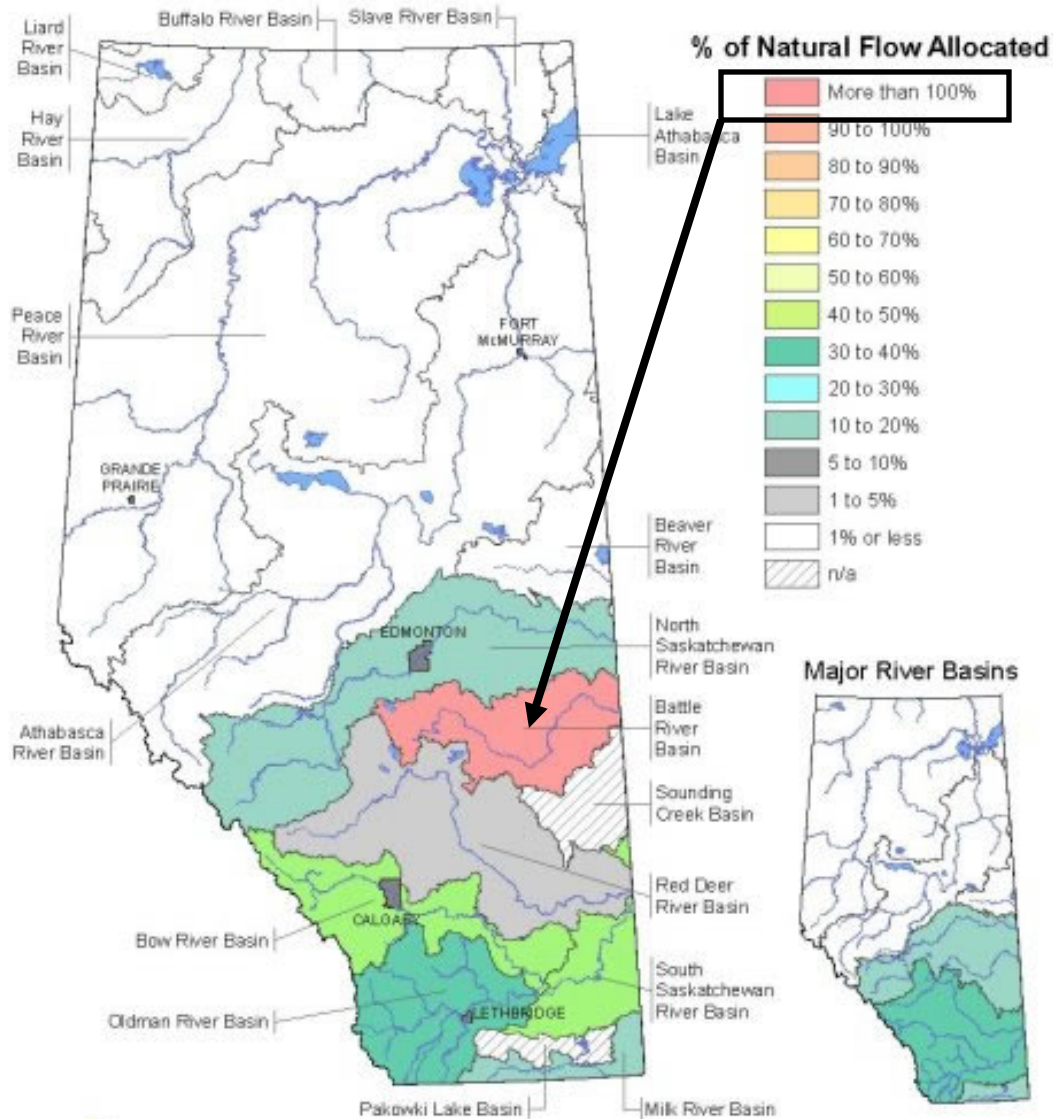 Liard
River
Basin
Buffalo River Basin
Slave River Basin
Hay
River
Basin
Lake
Athabasca
Basin
% of Natural Flow Allocated
More than 100%
90 to 100%
80 to 90%
70 to 80%
60 to 70%
50 to 60%
40 to 50%
30 to 40%
20 to 30%
10 to 20%
5 to 10%
1 to 5%
1% or less
n/a
Peace
River
Basin
FORT
McMURRAY
GRANDE
PRAIRIE
Beaver
River
Basin
EDMONTON
North
Saskatchewan
River Basin
Athabasca
River Basin
Battle
River
Basin
Sounding
Creek Basin
Red Deer
River Basin
CALGARY
Bow River Basin
South
Saskatchewan
River Basin
Oldman River Basin
LETHBRIDGE
Pakowki Lake Basin
Milk River Basin
Major River Basins